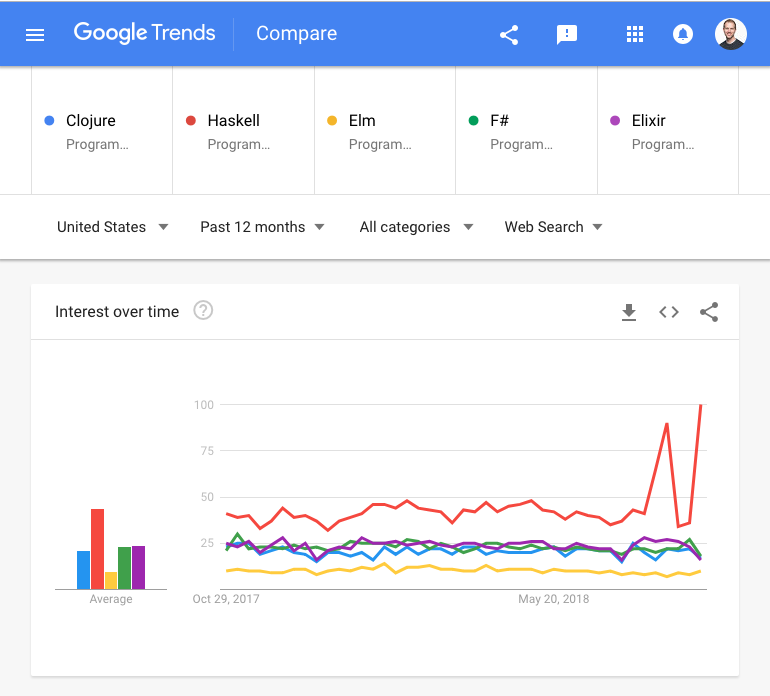 Google Trends Compare
Clojure Haskell Elm F# Elixir
Program... Program... Program... Program... Program...
United States Past 12 months All categories Web Search
Interest over time ?
100
75
50
25
Average Oct 29, 2017 May 20, 2018